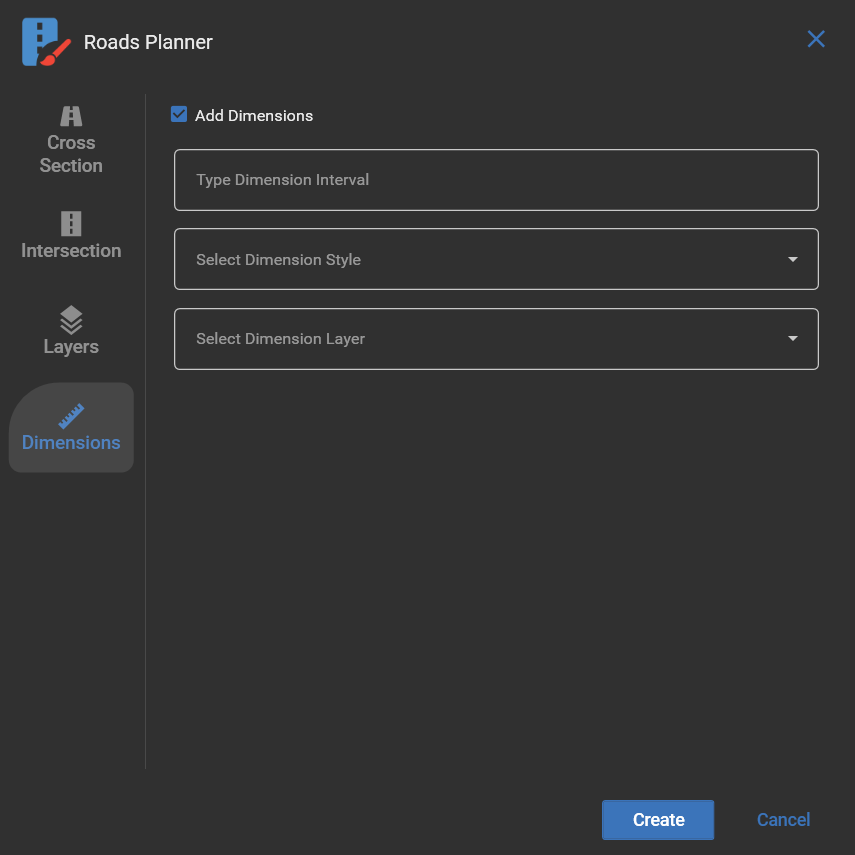 Roads Planner
Cross
Section
Intersection
Layers
Dimensions
Add Dimensions
Type Dimension Interval
Select Dimension Style
Select Dimension Layer
Create
Cancel